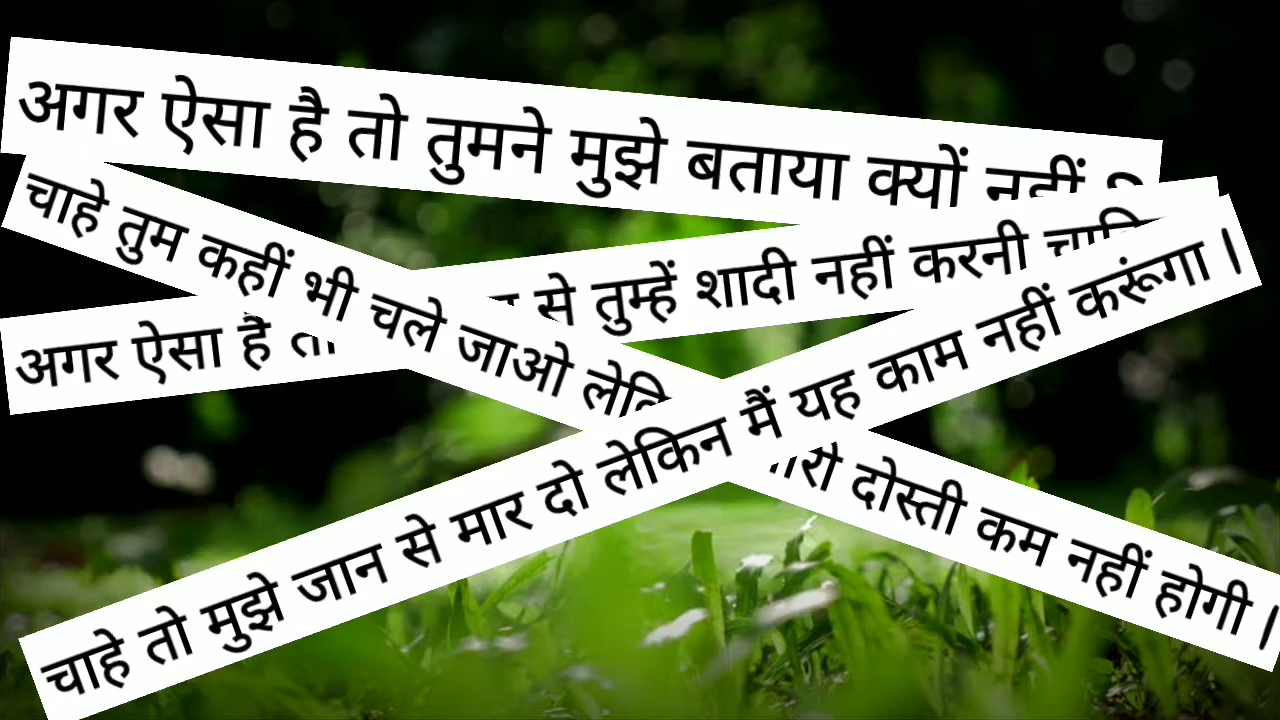 अगर ऐसा है तो तुमने मुझे बताया क्यों नहीं
चाहे तुम कहीं भी चले जाओ दोस्ती कम नहीं होगी ।
अगर ऐसा है तो से तुम्हें शादी नहीं करनी
चाहे तो मुझे जान से मार दो लेकिन मैं यह काम नहीं करूंगा ।